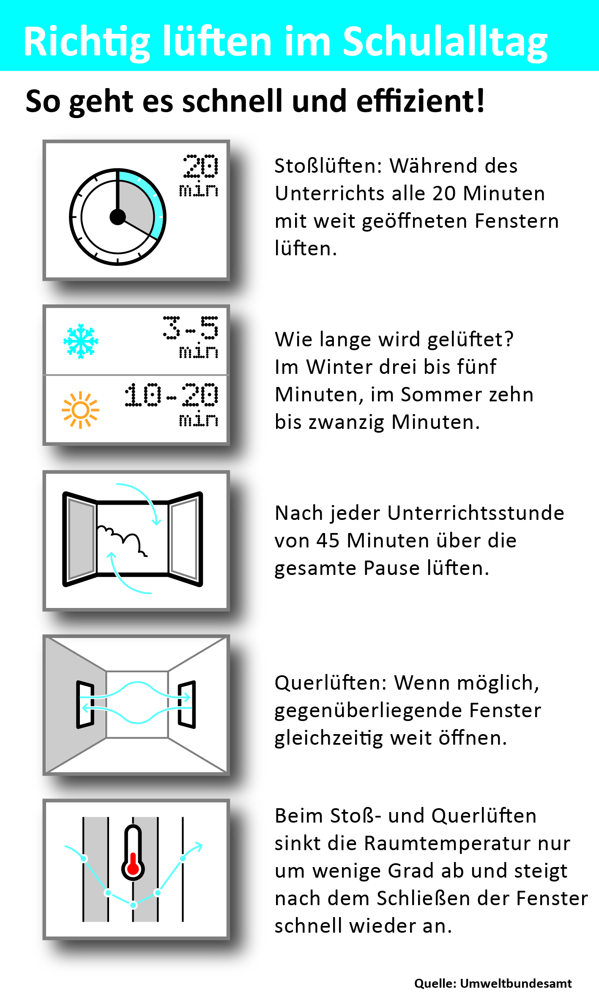 Richtig lüften im Schulalltag
So geht es schnell und effizient!
20
min
Stoßlüften: Während des
Unterrichts alle 20 Minuten
mit weit geöffneten Fenstern
lüften.
3-5
min
10-20
min
Wie lange wird gelüftet?
Im Winter drei bis fünf
Minuten, im Sommer zehn
bis zwanzig Minuten.
Nach jeder Unterrichtsstunde
von 45 Minuten über die
gesamte Pause lüften.
Querlüften: Wenn möglich,
gegenüberliegende Fenster
gleichzeitig weit öffnen.
Beim Stoß- und Querlüften
sinkt die Raumtemperatur nur
um wenige Grad ab und steigt
nach dem Schließen der Fenster
schnell wieder an.
Quelle: Umweltbundesamt